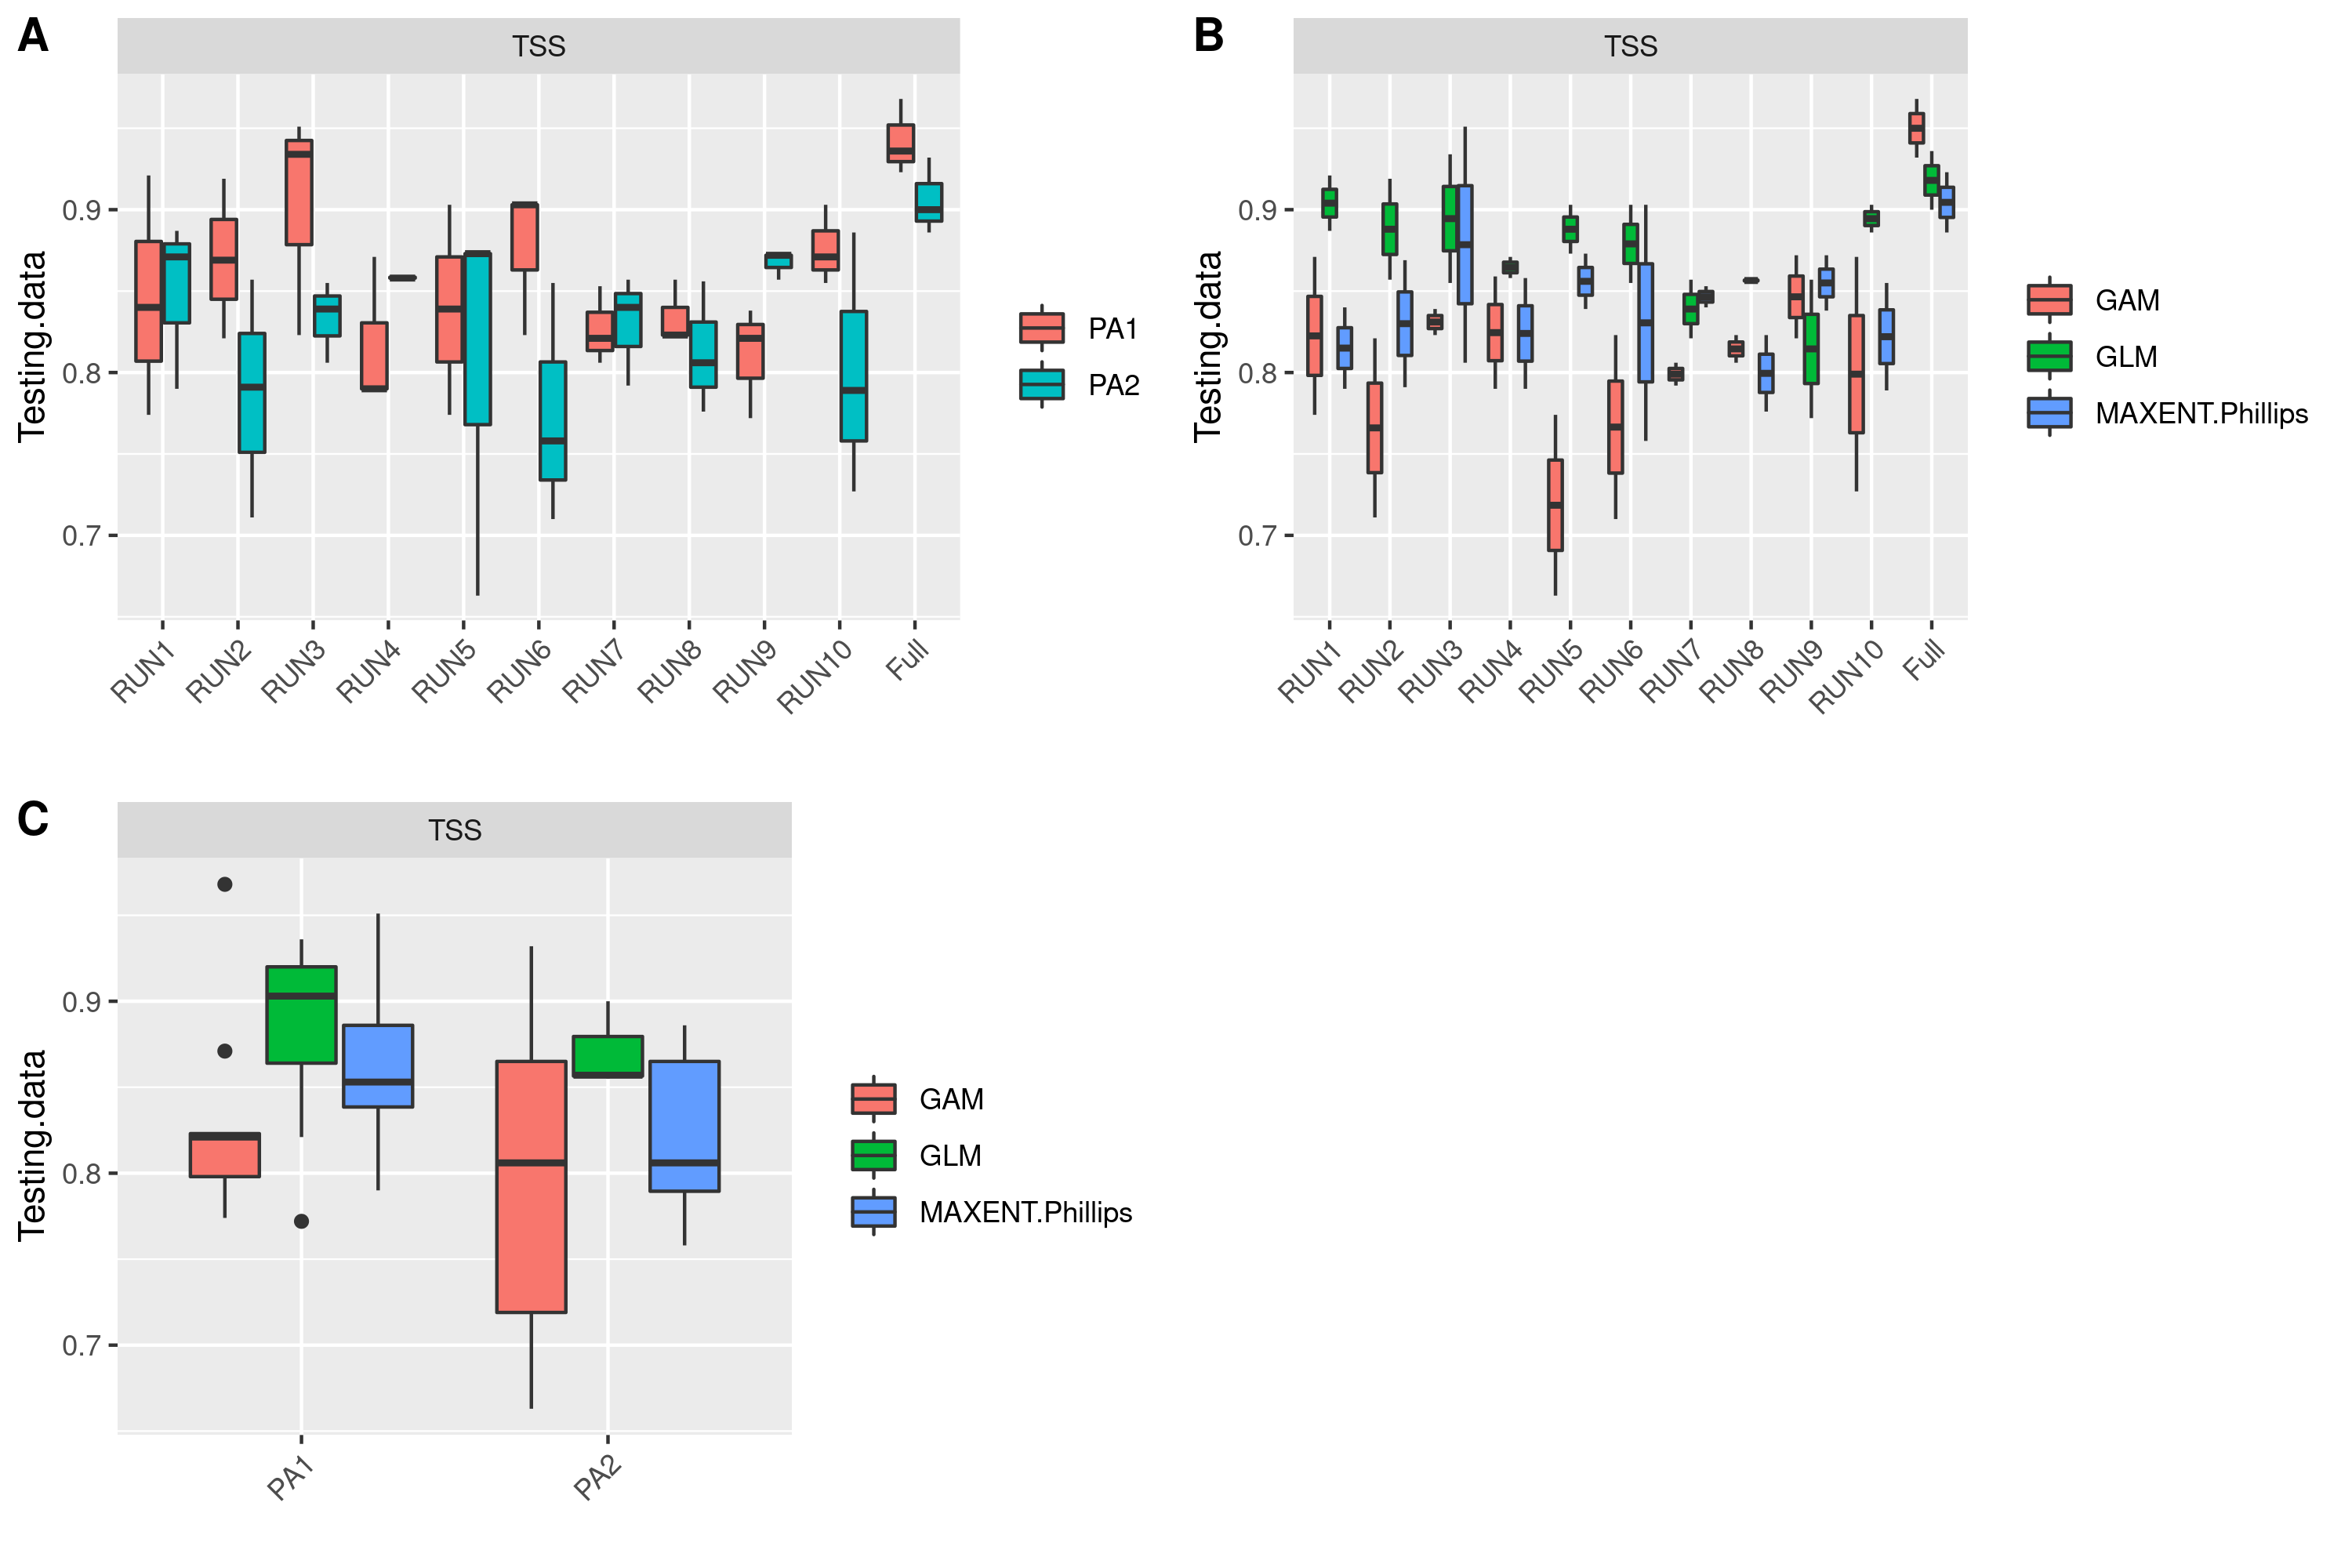 A
TSS
Testing.data
0.9
0.8
0.7
RUN1
RUN2
RUN3
RUN4
RUN5
RUN6
RUN7
RUN8
RUN9
RUN10
Full
PA1
PA2
B
TSS
Testing.data
0.9
0.8
0.7
RUN1
RUN2
RUN3
RUN4
RUN5
RUN6
RUN7
RUN8
RUN9
RUN10
Full
GAM
GLM
MAXENT.Phillips
C
TSS
Testing.data
0.9
0.8
0.7
PA1
PA2
GAM
GLM
MAXENT.Phillips